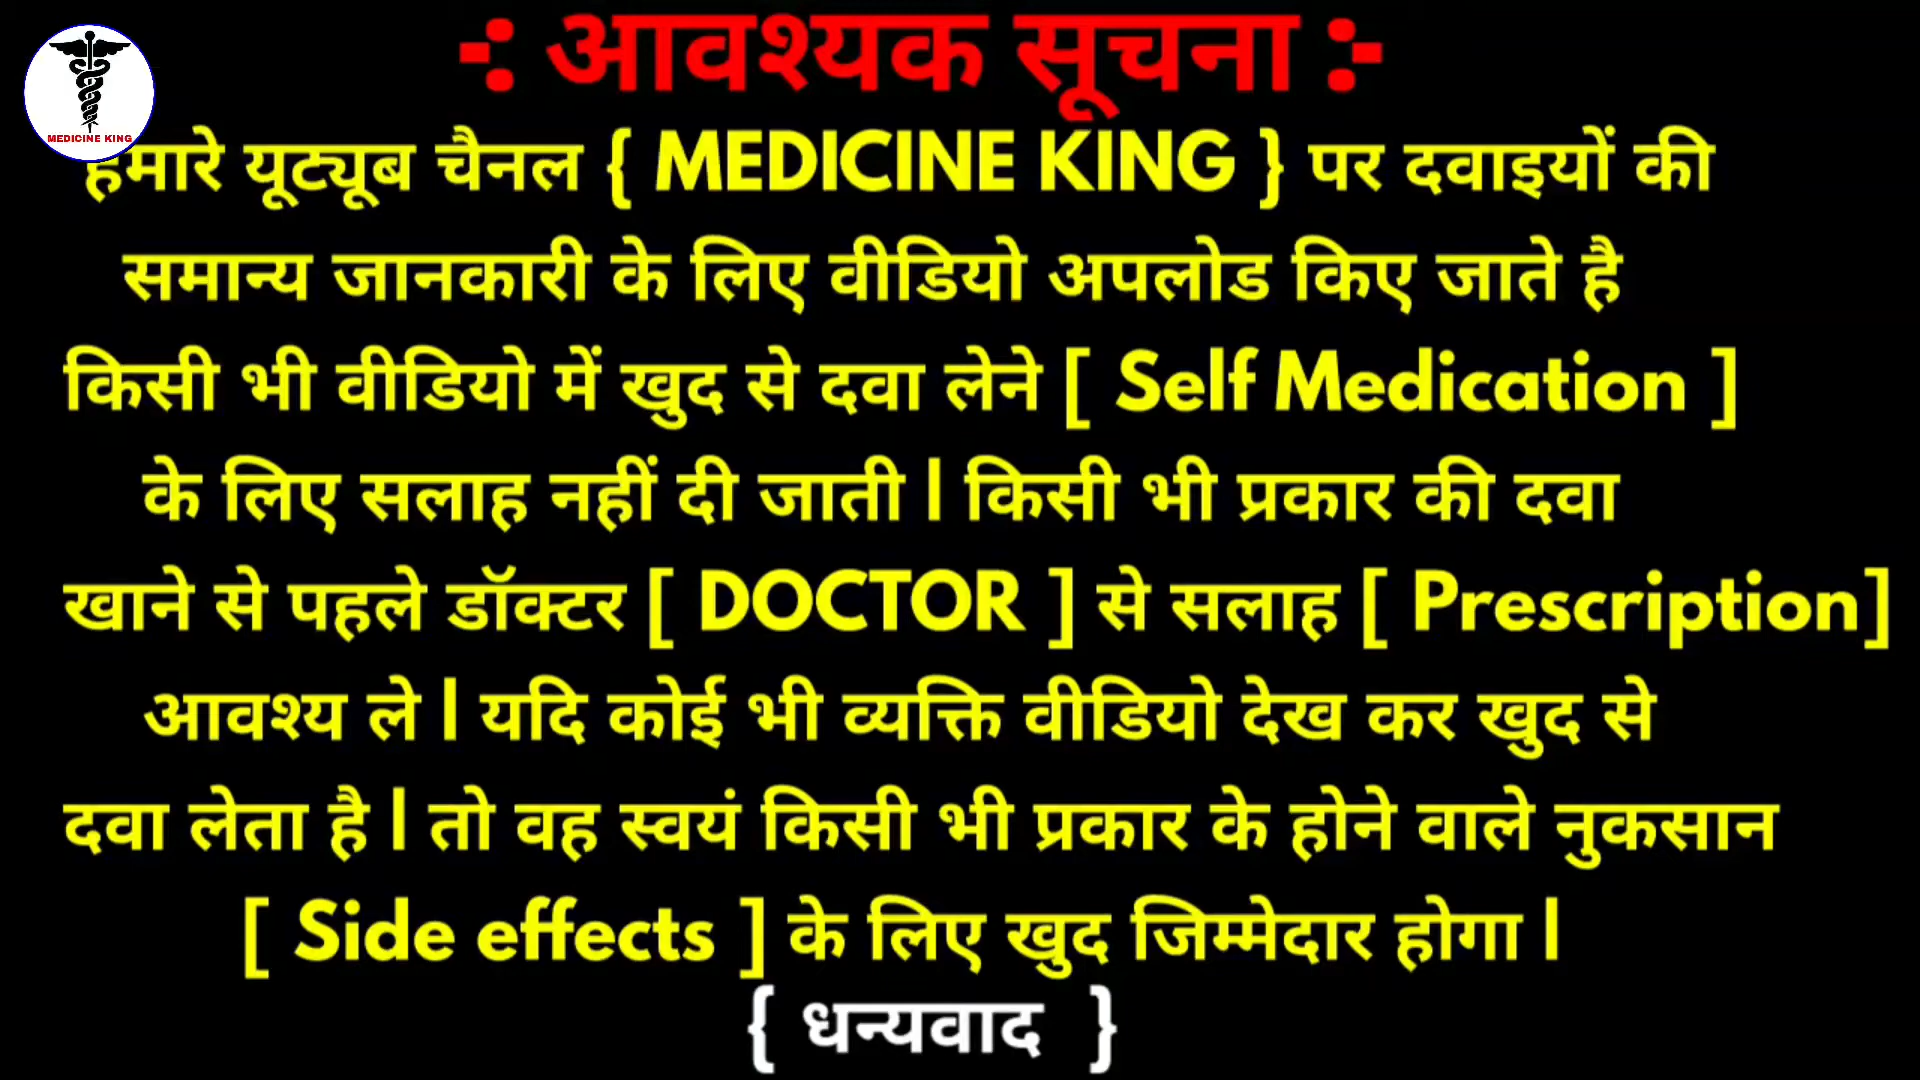 -: आवश्यक सूचना :-
MEDICINE KING
हमारे यूट्यूब चैनल { MEDICINE KING } पर दवाइयों की
समान्य जानकारी के लिए वीडियो अपलोड किए जाते है
किसी भी वीडियो में खुद से दवा लेने [ Self Medication ]
के लिए सलाह नहीं दी जाती | किसी भी प्रकार की दवा
खाने से पहले डॉक्टर [ DOCTOR ] से सलाह [ Prescription]
आवश्य ले | यदि कोई भी व्यक्ति वीडियो देख कर खुद से
दवा लेता है | तो वह स्वयं किसी भी प्रकार के होने वाले नुकसान
[ Side effects ] के लिए खुद जिम्मेदार होगा |
{ धन्यवाद }